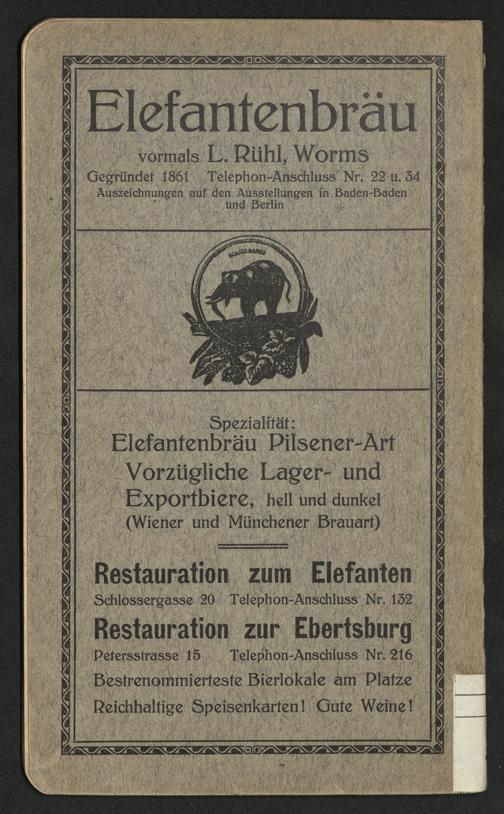 Elefantenbräu
vormals L. Rühl, Worms
Gegründet 1861 Telephon-Anschluss Nr. 22 u. 34
Auszeichnungen auf den Ausstellungen in Baden-Baden
und Berlin
Spezialität:
Elefantenbräu Pilsener-Art
Vorzügliche Lager- und
Exportbiere, hell und dunkel
(Wiener und Münchener Brauart)
Restauration zum Elefanten
Schlossergasse 20 Telephon-Anschluss Nr. 132
Restauration zur Ebertsburg
Petersstrasse 15 Telephon-Anschluss Nr. 216
Bestrenommierteste Bierlokale am Platze
Reichhaltige Speisenkarten! Gute Weine!